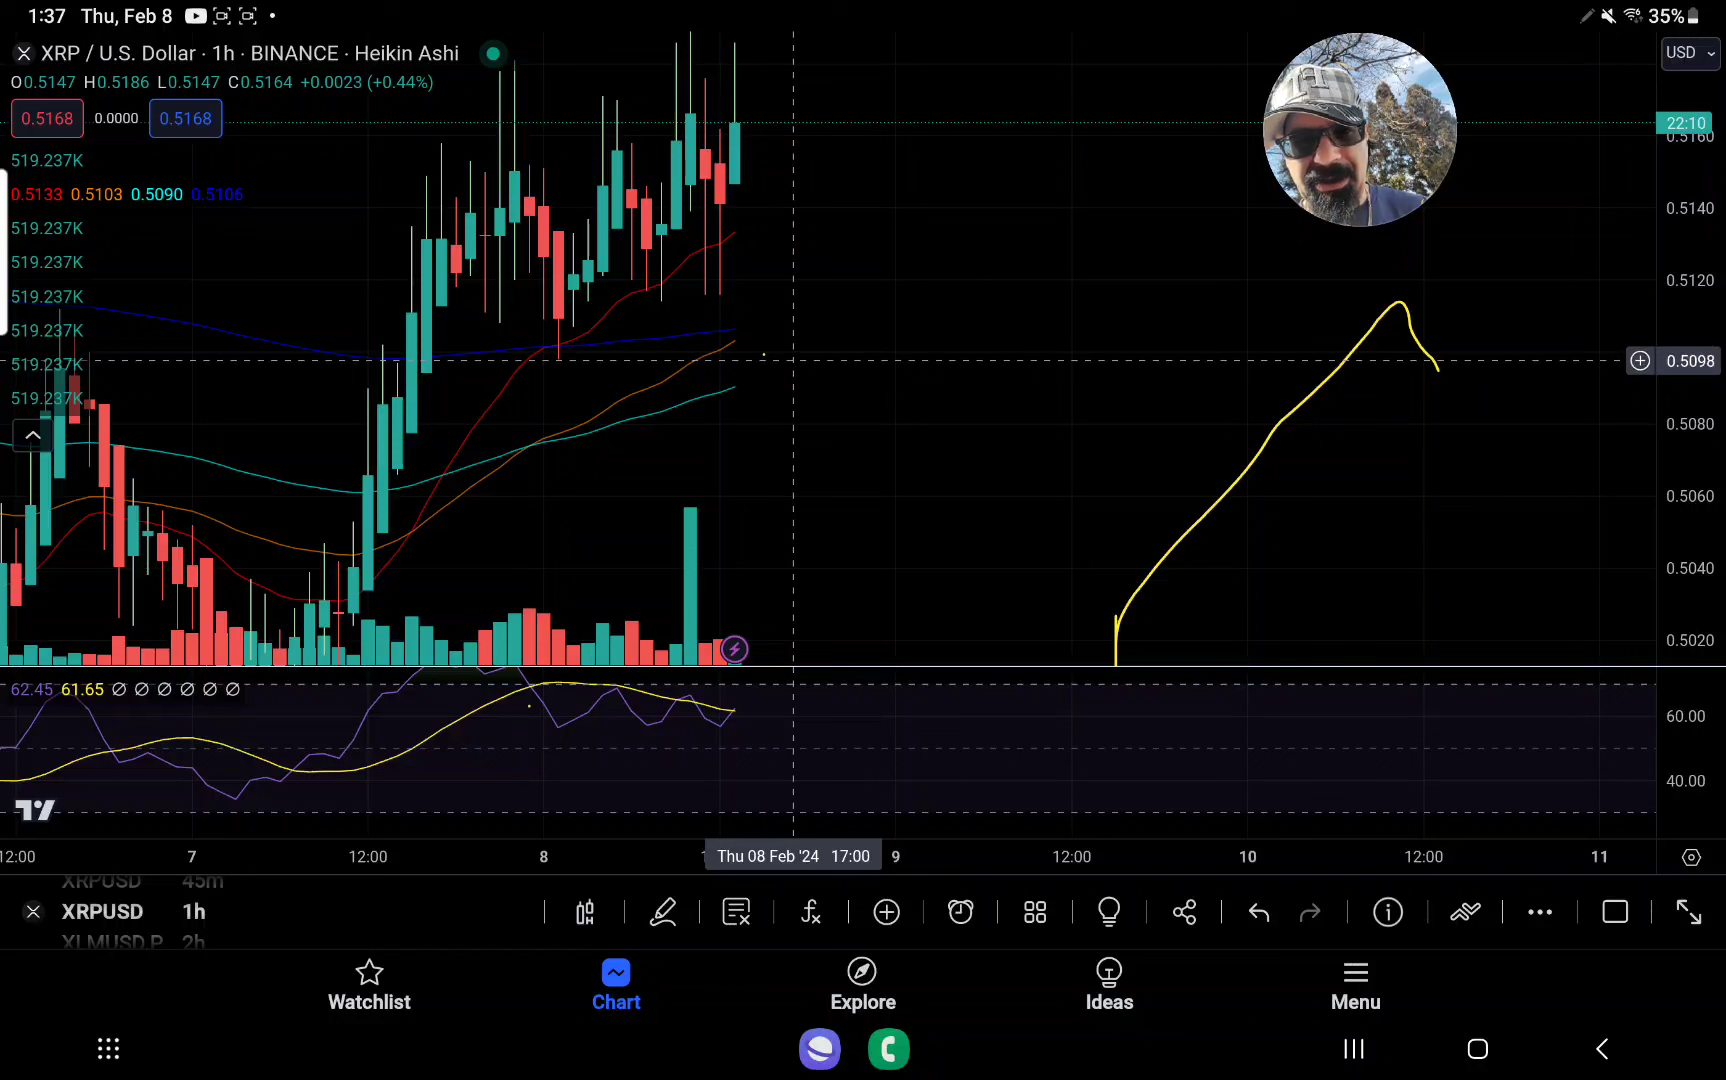 1:37 Thu, Feb 8 35%
XRP / U.S. Dollar · 1h · BINANCE · Heikin Ashi USD
O0.5147 H0.5186 L0.5147 C0.5164 +0.0023 (+0.44%)
0.5168 0.0000 0.5168 22:10
0.5160
519.237K
0.5133 0.5103 0.5090 0.5106 0.5140
519.237K
519.237K 0.5120
519.237K
519.237K
519.237K 0.5098
519.237K
0.5080
0.5060
0.5040
0.5020
62.45 61.65 Ø Ø Ø Ø Ø Ø
60.00
40.00
12:00 7 12:00 8 Thu 08 Feb '24 17:00 9 12:00 10 12:00 11
XRPUSD 45m
XRPUSD 1h
XLMUSD.P 2h
Watchlist Chart Explore Ideas Menu